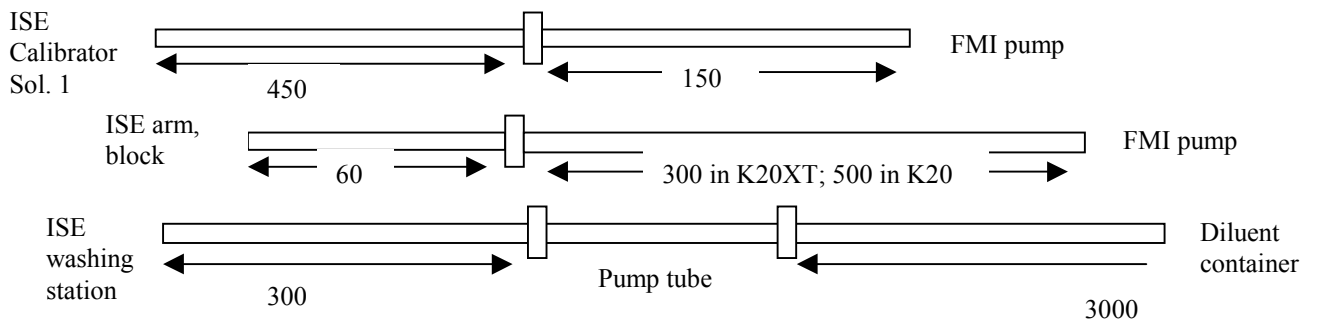 ISE
Calibrator
Sol. 1
FMI pump
450
150
ISE arm,
block
FMI pump
60
300 in K20XT; 500 in K20
ISE
washing
station
Diluent
container
Pump tube
300
3000